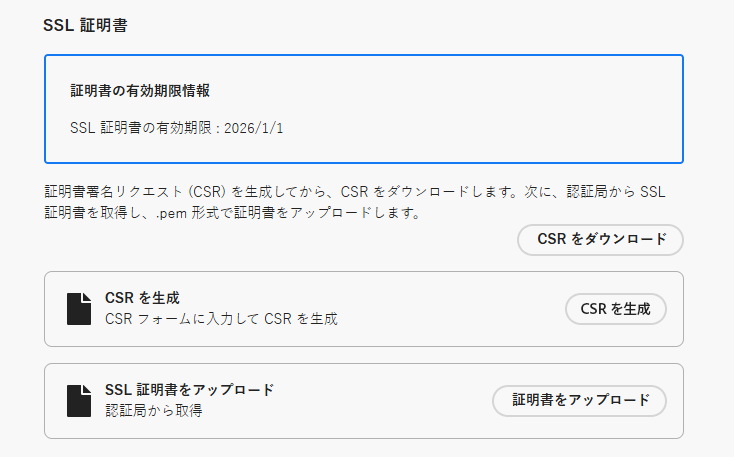 SSL 証明書
証明書の有効期限情報
SSL 証明書の有効期限 : 2026/1/1
証明書署名リクエスト (CSR) を生成してから、CSR をダウンロードします。次に、認証局から SSL
証明書を取得し、.pem 形式で証明書をアップロードします。
CSR をダウンロード
CSR を生成
CSR フォームに入力して CSR を生成
CSR を生成
SSL 証明書をアップロード
認証局から取得
証明書をアップロード